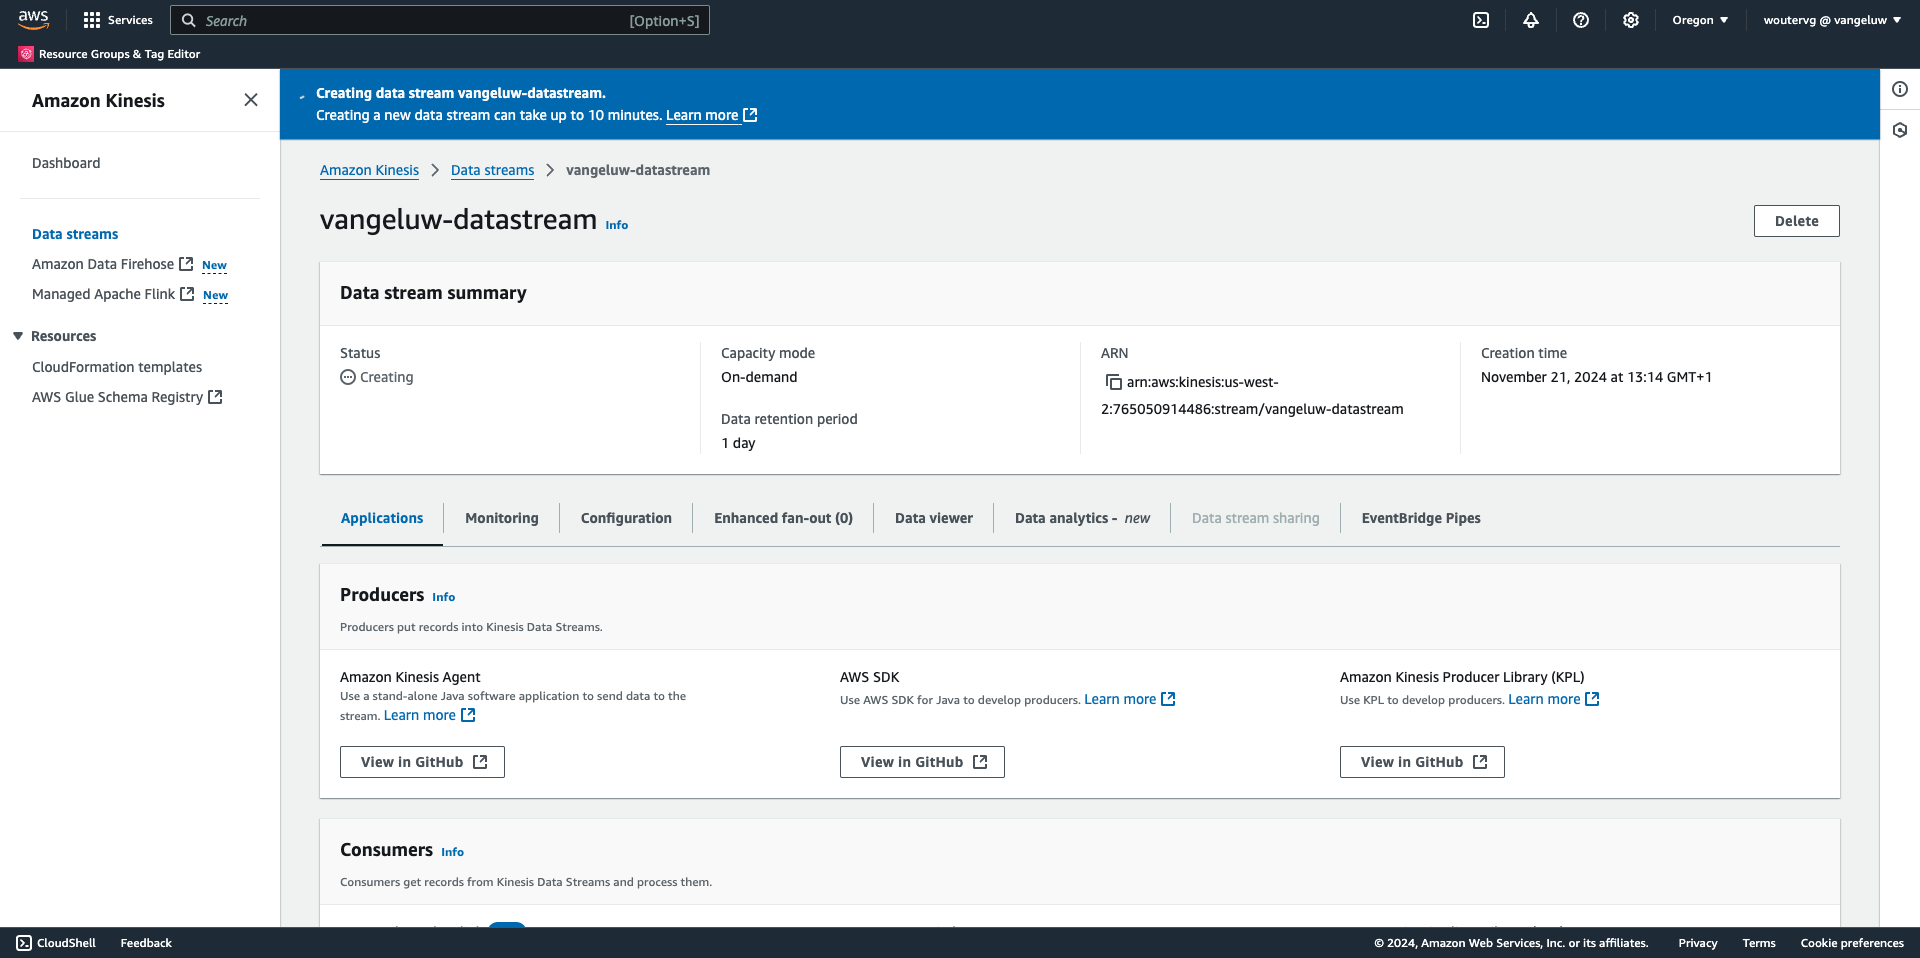 aws
Services
Search
[Option+S]
Oregon
woutervg @ vangeluw
Resource Groups & Tag Editor
Amazon Kinesis
Dashboard
Data streams
Amazon Data Firehose New
Managed Apache Flink New
Resources
CloudFormation templates
AWS Glue Schema Registry
Creating data stream vangeluw-datastream.
Creating a new data stream can take up to 10 minutes. Learn more
Amazon Kinesis
Data streams
vangeluw-datastream
vangeluw-datastream Info
Delete
Data stream summary
Status
Creating
Capacity mode
On-demand
Data retention period
1 day
ARN
arn:aws:kinesis:us-west-
2:765050914486:stream/vangeluw-datastream
Creation time
November 21, 2024 at 13:14 GMT+1
Applications
Monitoring
Configuration
Enhanced fan-out (0)
Data viewer
Data analytics - new
Data stream sharing
EventBridge Pipes
Producers Info
Producers put records into Kinesis Data Streams.
Amazon Kinesis Agent
Use a stand-alone Java software application to send data to the
stream. Learn more
View in GitHub
AWS SDK
Use AWS SDK for Java to develop producers. Learn more
View in GitHub
Amazon Kinesis Producer Library (KPL)
Use KPL to develop producers. Learn more
View in GitHub
Consumers Info
Consumers get records from Kinesis Data Streams and process them.
CloudShell
Feedback
© 2024, Amazon Web Services, Inc. or its affiliates.
Privacy
Terms
Cookie preferences